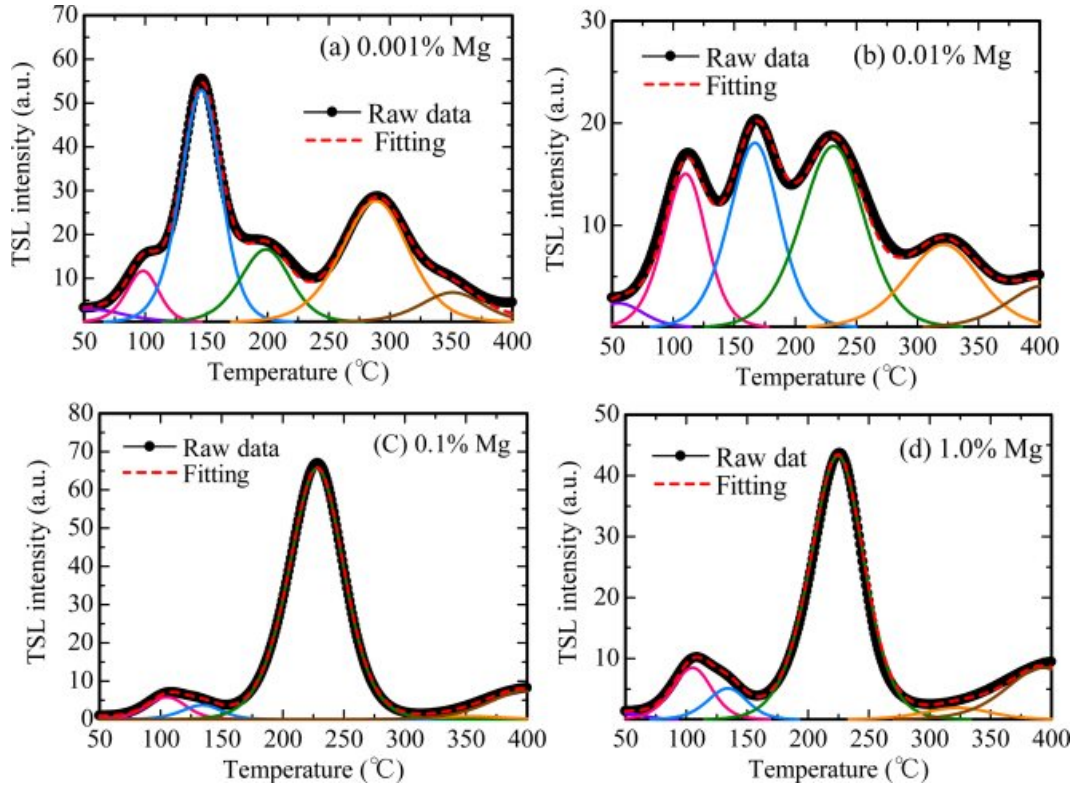 (a) 0.001% Mg
Raw data
Fitting
TSL intensity (a.u.)
70
60
50
40
30
20
10
50 100 150 200 250 300 350 400
Temperature (℃)
(b) 0.01% Mg
Raw data
Fitting
TSL intensity (a.u.)
30
20
10
0
50 100 150 200 250 300 350 400
Temperature (℃)
(C) 0.1% Mg
Raw data
Fitting
TSL intensity (a.u.)
80
70
60
50
40
30
20
10
0
50 100 150 200 250 300 350 400
Temperature (℃)
(d) 1.0% Mg
Raw dat
Fitting
TSL intensity (a.u.)
50
40
30
20
10
50 100 150 200 250 300 350 400
Temperature (℃)